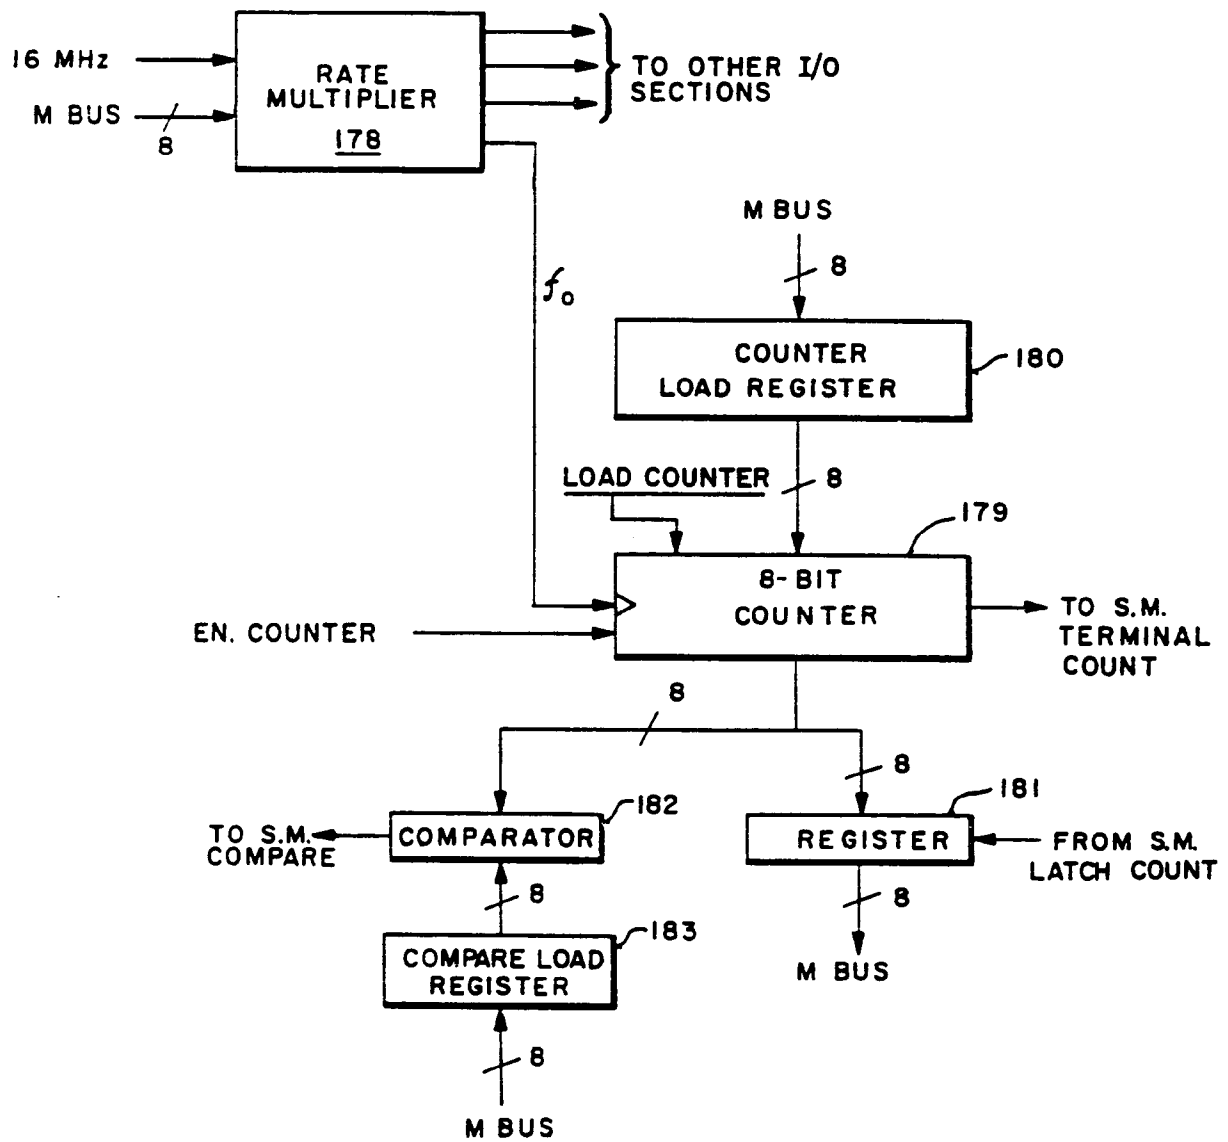 16 MHz
M BUS
8
RATE
MULTIPLIER
178
TO OTHER I/O
SECTIONS
f₀
M BUS
8
COUNTER
LOAD REGISTER
180
LOAD COUNTER
8
179
8-BIT
COUNTER
EN. COUNTER
TO S.M.
TERMINAL
COUNT
8
8
182
181
TO S.M.
COMPARE
COMPARATOR
REGISTER
FROM S.M.
LATCH COUNT
8
8
183
COMPARE LOAD
REGISTER
M BUS
8
M BUS